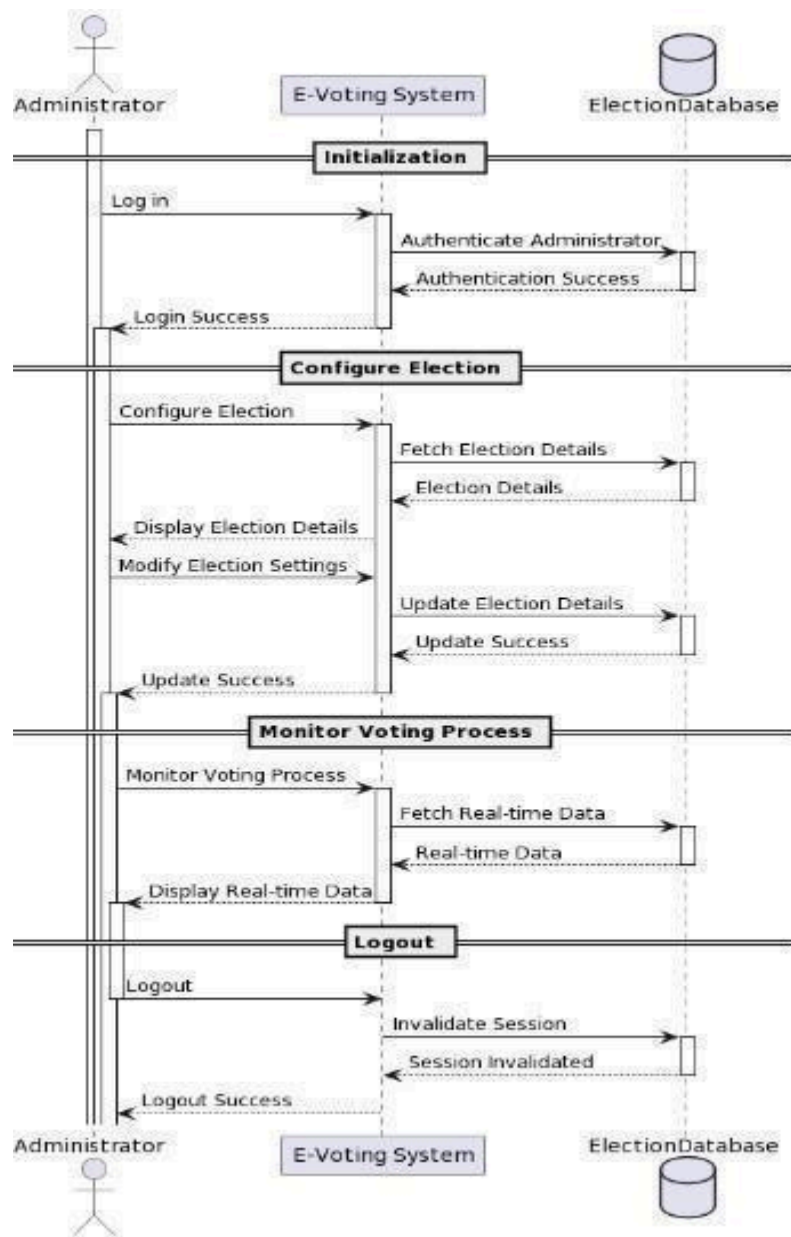 Administrator
E-Voting System
ElectionDatabase
Initialization
Log in
Authenticate Administrator
Authentication Success
Login Success
Configure Election
Configure Election
Fetch Election Details
Election Details
Display Election Details
Modify Election Settings
Update Election Details
Update Success
Update Success
Monitor Voting Process
Monitor Voting Process
Fetch Real-time Data
Real-time Data
Display Real-time Data
Logout
Logout
Invalidate Session
Session Invalidated
Logout Success
Administrator
E-Voting System
ElectionDatabase